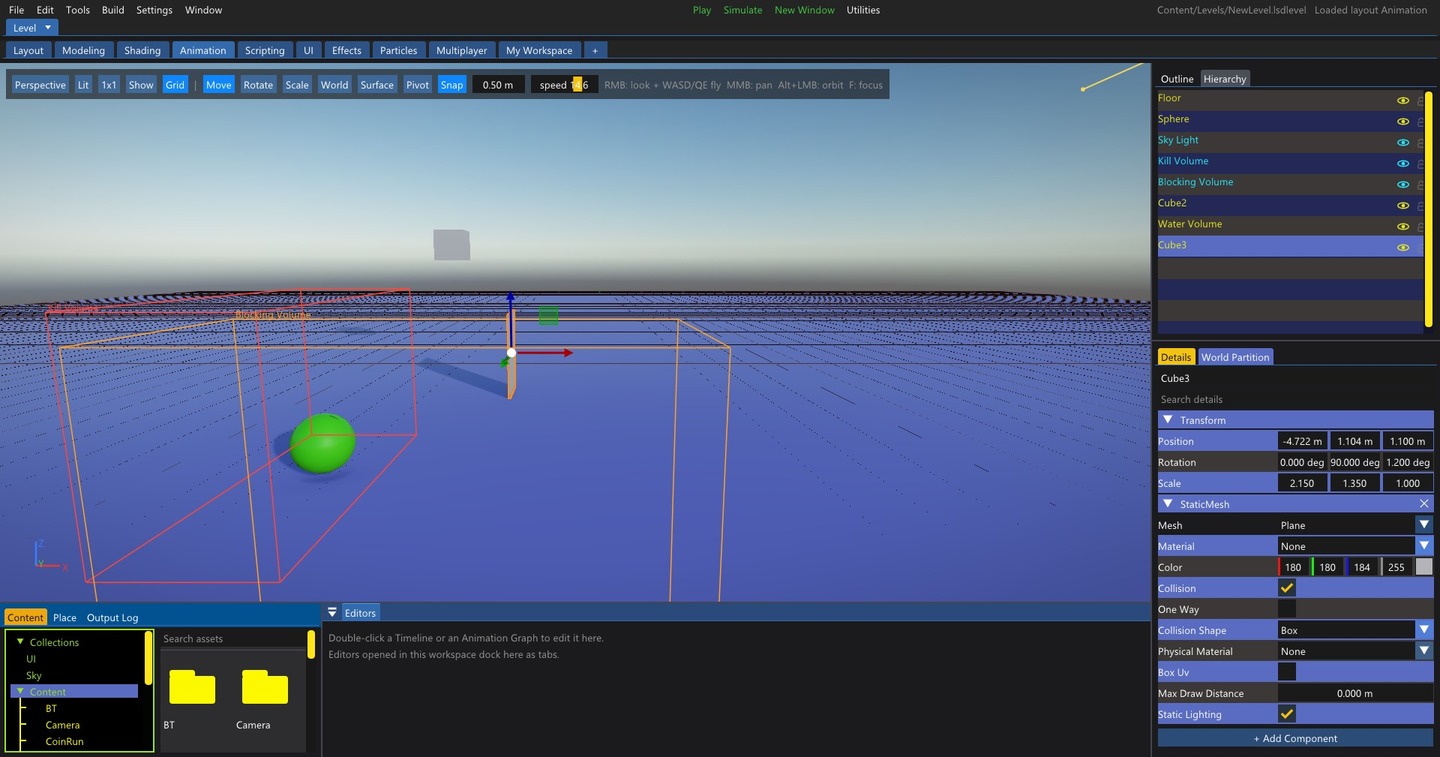 File Edit Tools Build Settings Window Play Simulate New Window Utilities Content/Levels/NewLevel.lsdlevel Loaded layout Animation
Level
Layout Modeling Shading Animation Scripting UI Effects Particles Multiplayer My Workspace +
Perspective Lit 1x1 Show Grid | Move Rotate Scale World Surface Pivot Snap 0.50 m speed 14.6 RMB: look + WASD/QE fly MMB: pan Alt+LMB: orbit F: focus
Outline Hierarchy
Floor
Sphere
Sky Light
Kill Volume
Blocking Volume
Cube2
Water Volume
Cube3
Kill Volume
Blocking Volume
Z
Y
X
Details World Partition
Cube3
Search details
Transform
Position -4.722 m 1.104 m 1.100 m
Rotation 0.000 deg 90.000 deg 1.200 deg
Scale 2.150 1.350 1.000
StaticMesh
Mesh Plane
Material None
Color 180 180 184 255
Collision
One Way
Collision Shape Box
Physical Material None
Box Uv
Max Draw Distance 0.000 m
Static Lighting
+ Add Component
Content Place Output Log
Collections
UI
Sky
Content
BT
Camera
CoinRun
Search assets
BT Camera
Editors
Double-click a Timeline or an Animation Graph to edit it here.
Editors opened in this workspace dock here as tabs.